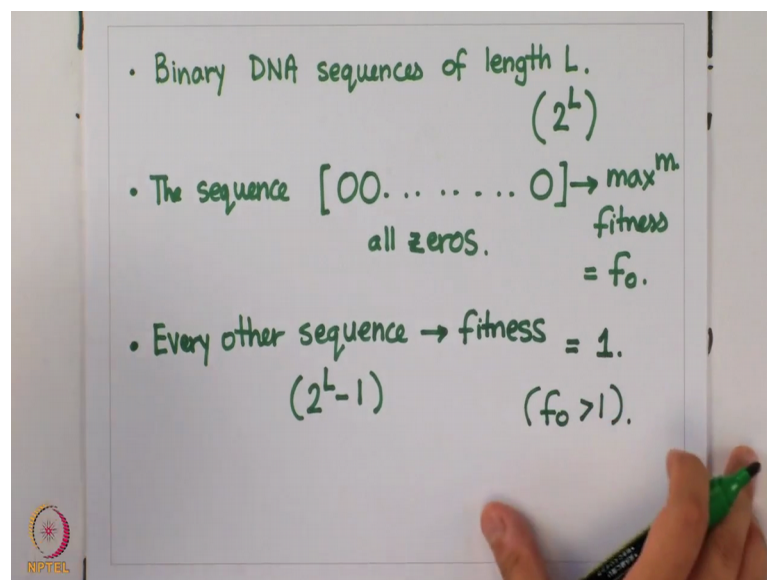 • Binary DNA sequences of length L.
(2^L)
• The sequence [00. . . . . . . . 0] → max^m.
all zeros. fitness
= f₀.
• Every other sequence → fitness = 1.
(2^L-1) (f₀ >1).
NPTEL